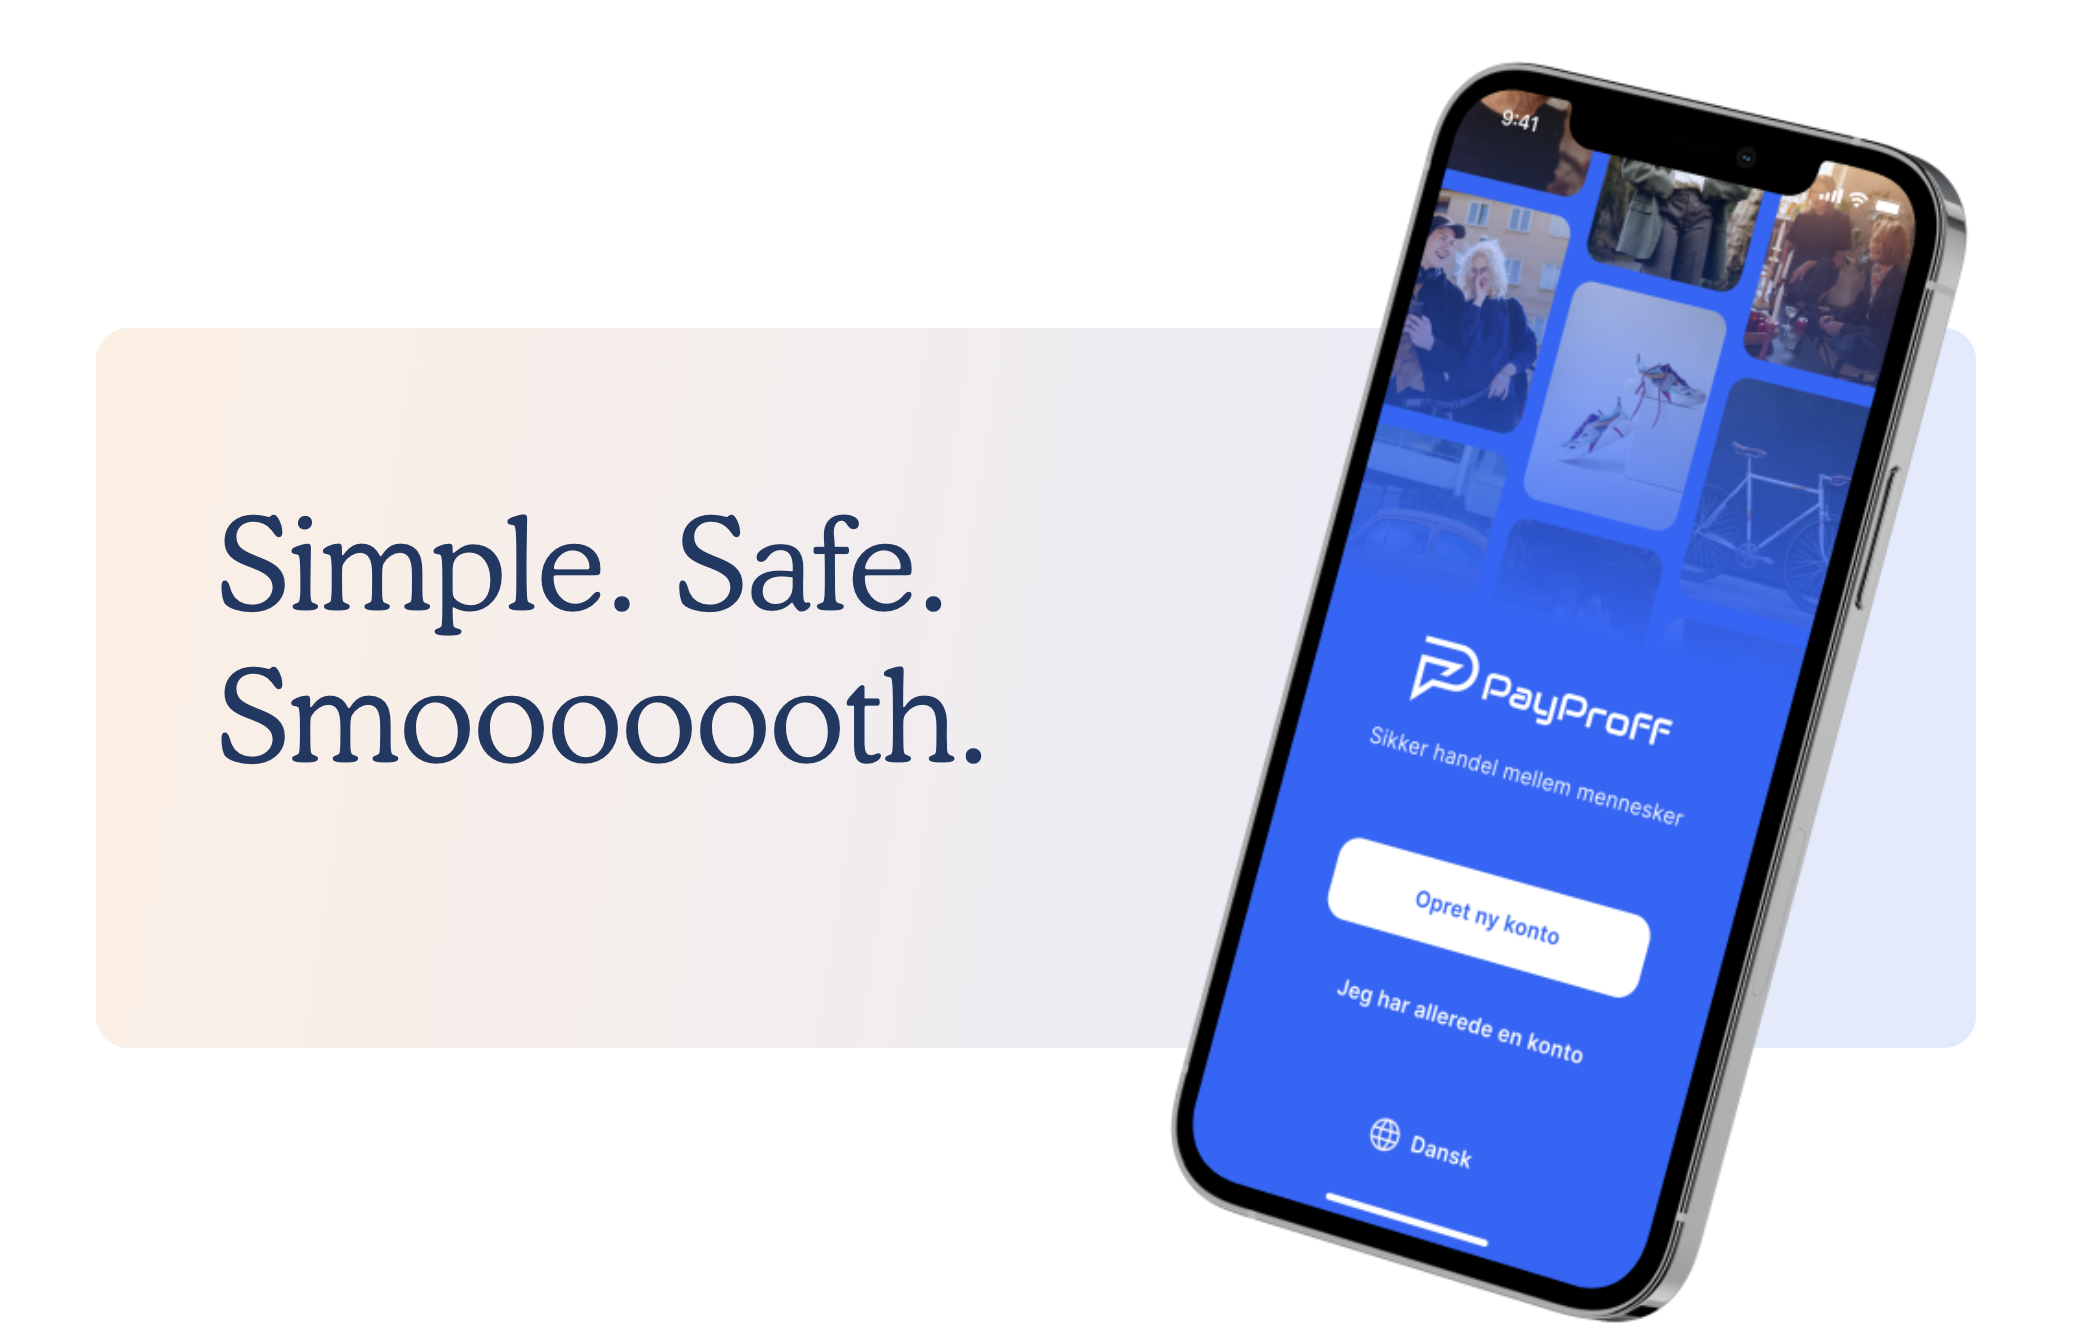 Simple. Safe.
Smooooooth.
9:41
PayProff
Sikker handel mellem mennesker
Opret ny konto
Jeg har allerede en konto
Dansk